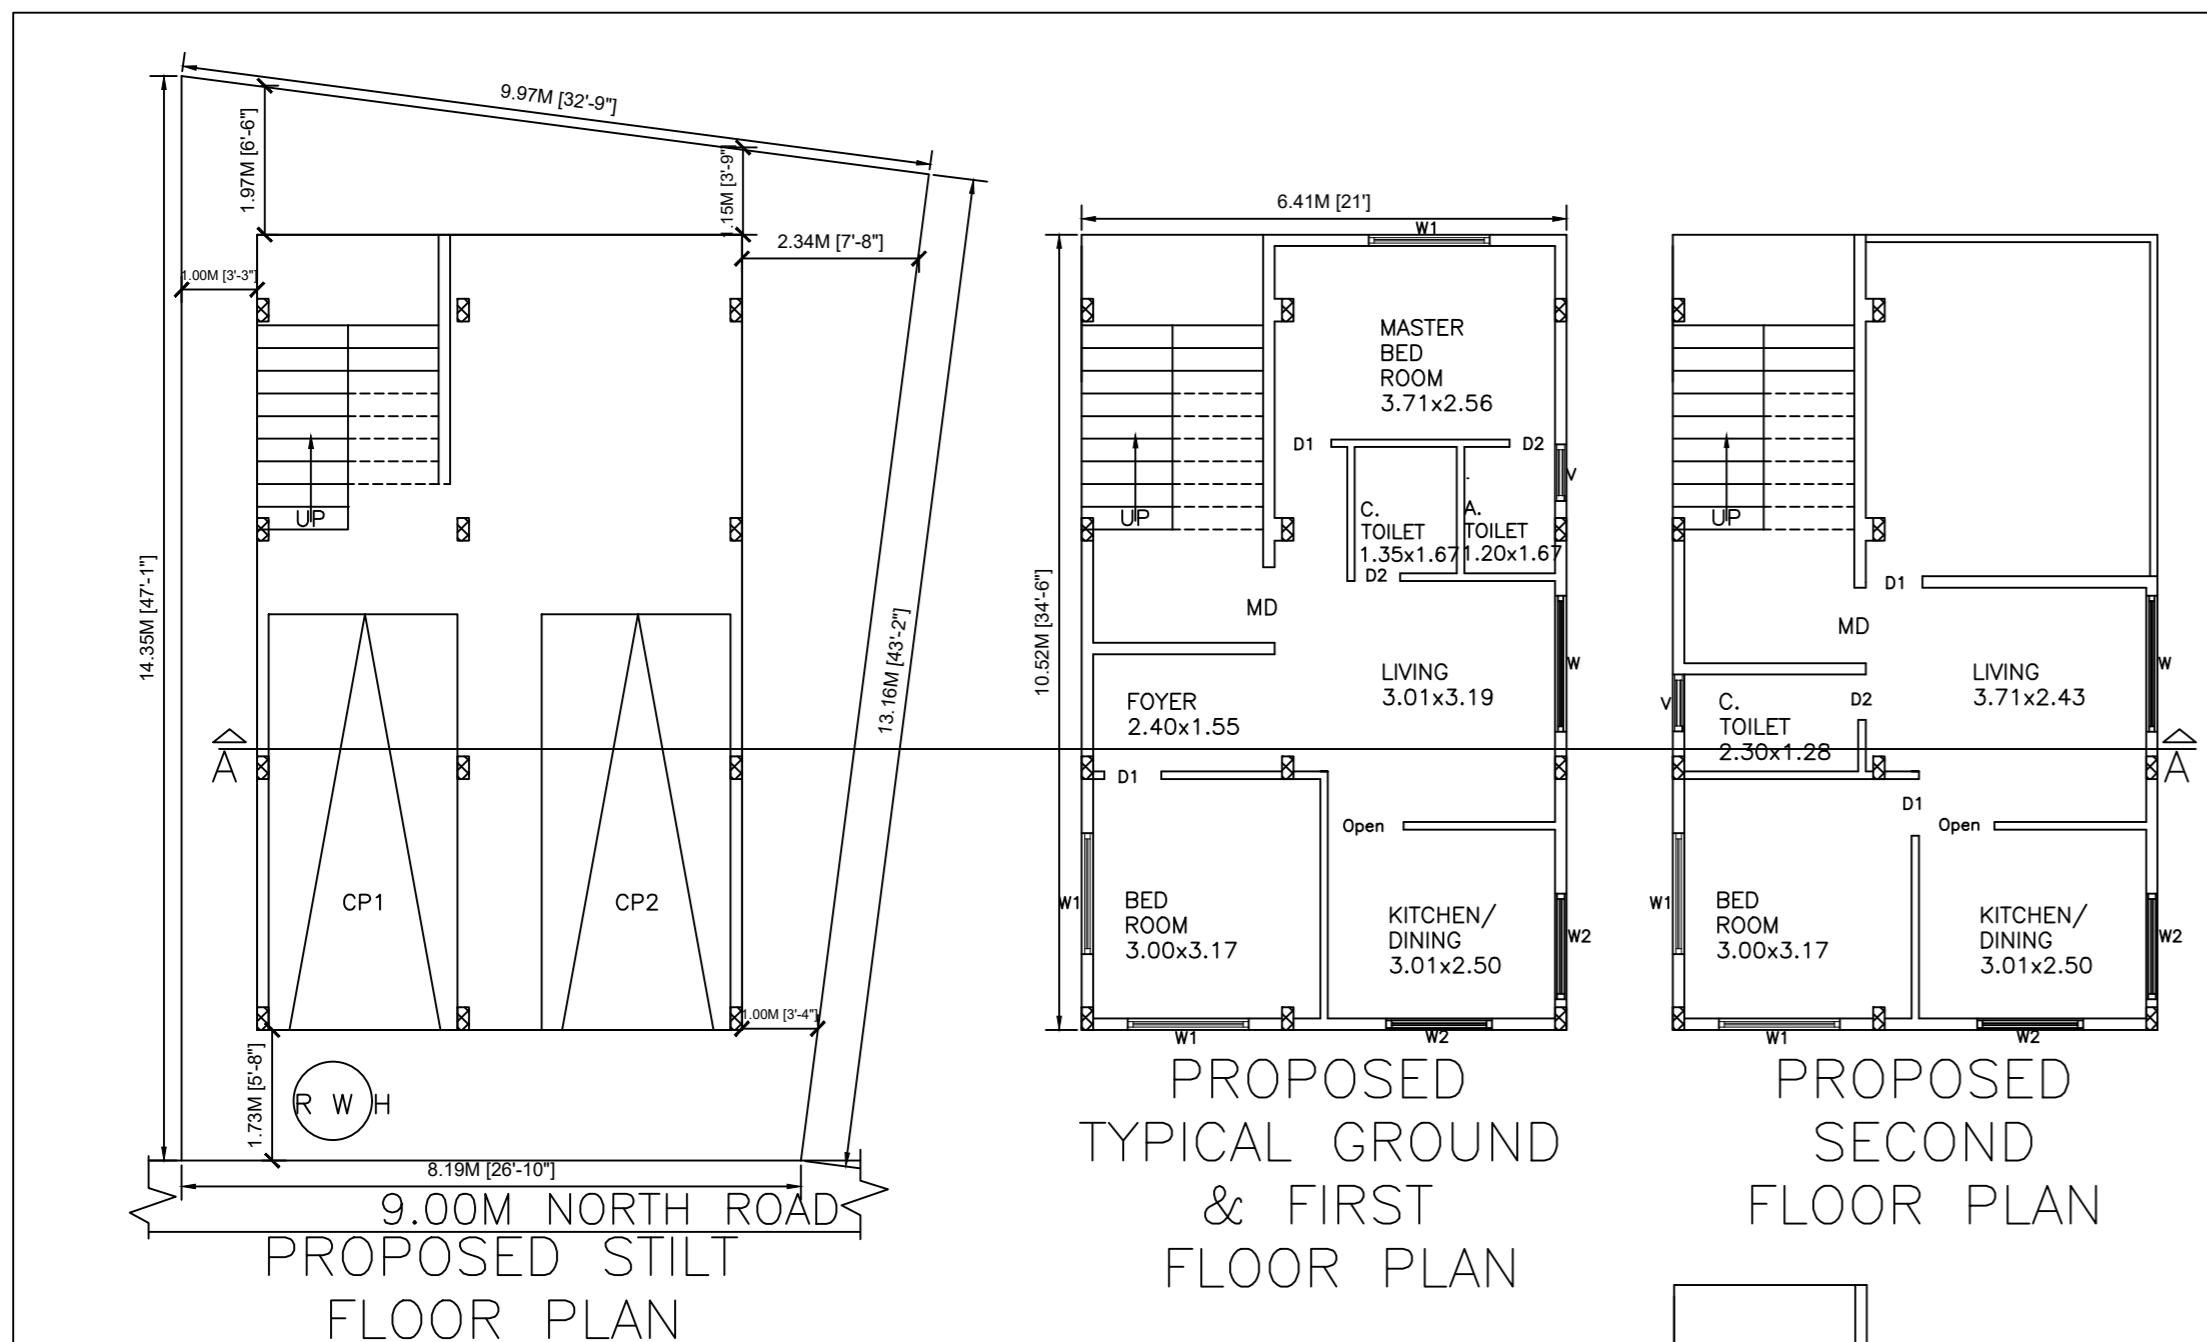 9.97M [32'-9"]
1.97M [6'-6"]
.15M [3'-9"]
2.34M [7'-8"]
1.00M [3'-3"]
14.35M [47'-1"]
13.16M [43'-2"]
UP
A
CP1
CP2
1.00M [3'-4"]
1.73M [5'-8"]
R W H
8.19M [26'-10"]
9.00M NORTH ROAD
PROPOSED STILT
FLOOR PLAN
6.41M [21']
10.52M [34'-6"]
W1
MASTER
BED
ROOM
3.71x2.56
D1
D2
V
UP
C.
TOILET
1.35x1.67
A.
TOILET
1.20x1.67
D2
MD
W
LIVING
3.01x3.19
FOYER
2.40x1.55
D1
Open
W1
BED
ROOM
3.00x3.17
KITCHEN/
DINING
3.01x2.50
W2
W1
W2
PROPOSED
TYPICAL GROUND
& FIRST
FLOOR PLAN
UP
D1
MD
W
LIVING
3.71x2.43
V
C.
TOILET
2.30x1.28
D2
A
D1
Open
W1
BED
ROOM
3.00x3.17
KITCHEN/
DINING
3.01x2.50
W2
W1
W2
PROPOSED
SECOND
FLOOR PLAN